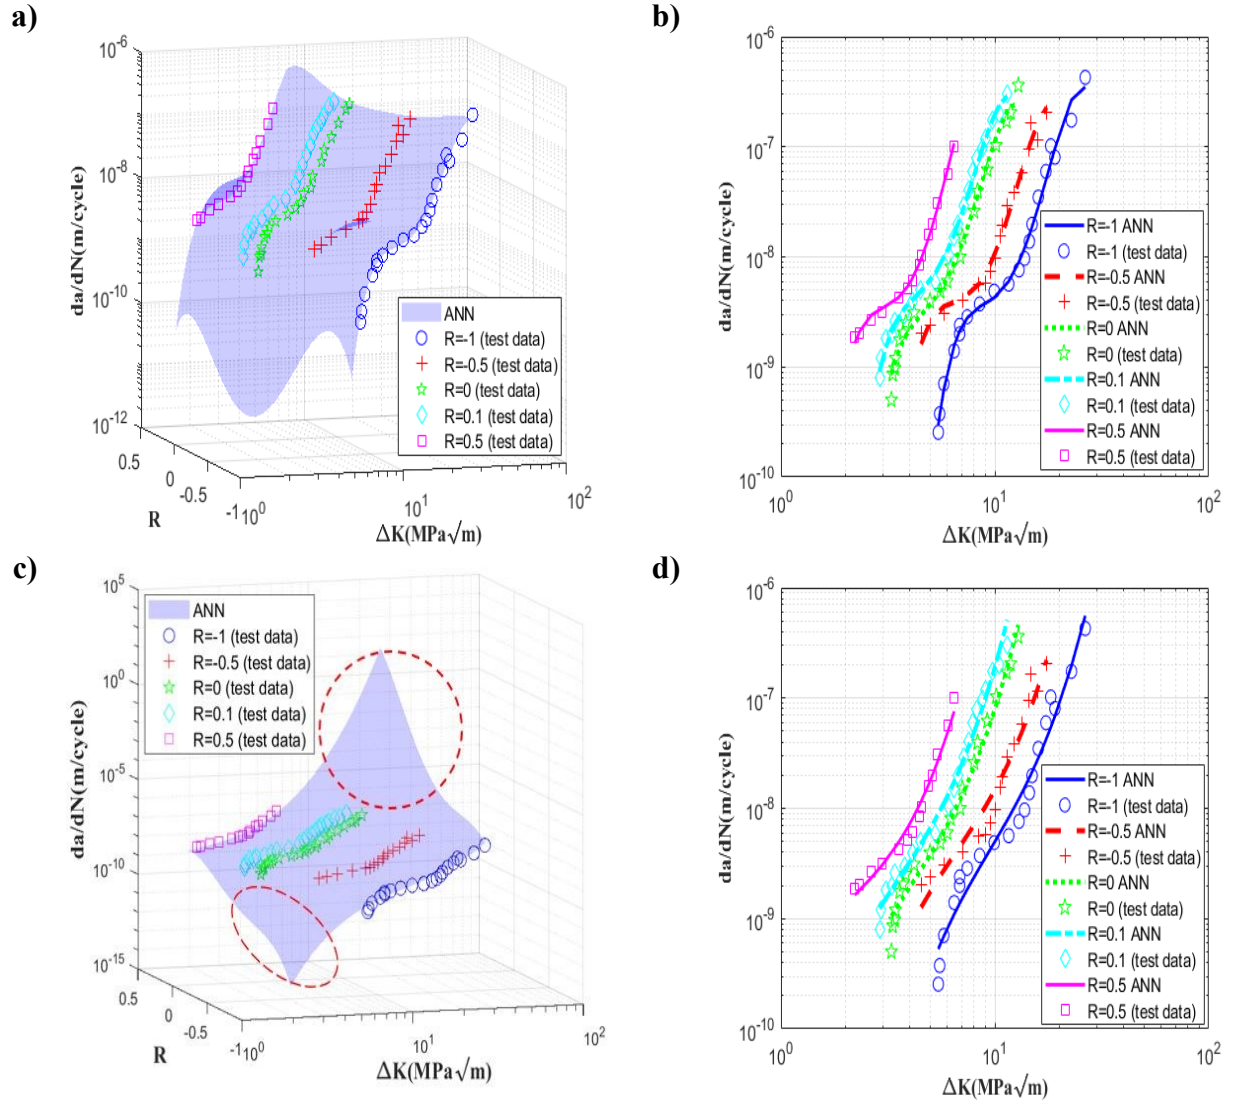 a)
10^-6
10^-8
10^-10
10^-12
da/dN(m/cycle)
0.5
0
-0.5
-1
R
10^0
10^1
10^2
ΔK(MPa√m)
ANN
R=-1 (test data)
R=-0.5 (test data)
R=0 (test data)
R=0.1 (test data)
R=0.5 (test data)
b)
10^-6
10^-7
10^-8
10^-9
10^-10
da/dN(m/cycle)
10^0
10^1
10^2
ΔK(MPa√m)
R=-1 ANN
R=-1 (test data)
R=-0.5 ANN
R=-0.5 (test data)
R=0 ANN
R=0 (test data)
R=0.1 ANN
R=0.1 (test data)
R=0.5 ANN
R=0.5 (test data)
c)
10^5
10^0
10^-5
10^-10
10^-15
da/dN(m/cycle)
0.5
0
-0.5
-1
R
10^0
10^1
10^2
ΔK(MPa√m)
ANN
R=-1 (test data)
R=-0.5 (test data)
R=0 (test data)
R=0.1 (test data)
R=0.5 (test data)
d)
10^-6
10^-7
10^-8
10^-9
10^-10
da/dN(m/cycle)
10^0
10^1
10^2
ΔK(MPa√m)
R=-1 ANN
R=-1 (test data)
R=-0.5 ANN
R=-0.5 (test data)
R=0 ANN
R=0 (test data)
R=0.1 ANN
R=0.1 (test data)
R=0.5 ANN
R=0.5 (test data)